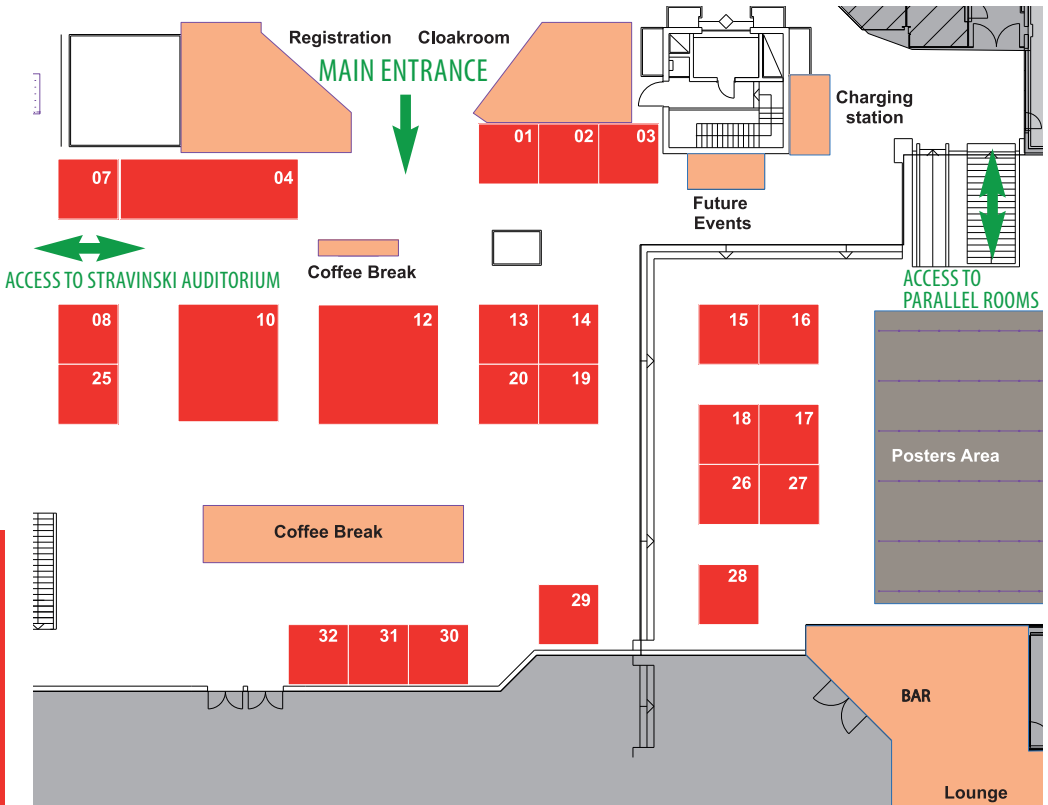 Registration
Cloakroom
MAIN ENTRANCE
Charging
station
01
02
03
07
04
Future
Events
Coffee Break
ACCESS TO STRAVINSKI AUDITORIUM
ACCESS TO
PARALLEL ROOMS
08
10
12
13
14
15
16
25
20
19
18
17
Posters Area
26
27
Coffee Break
28
29
32
31
30
BAR
Lounge